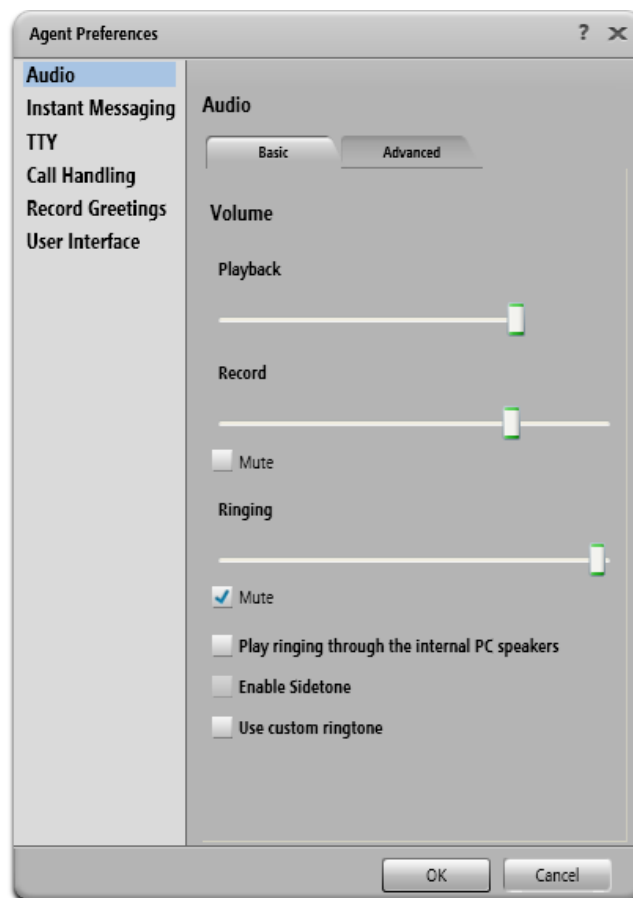 Agent Preferences
?
Audio
Instant Messaging
TTY
Call Handling
Record Greetings
User Interface
Audio
Basic
Advanced
Volume
Playback
Record
Mute
Ringing
Mute
Play ringing through the internal PC speakers
Enable Sidetone
Use custom ringtone
OK
Cancel